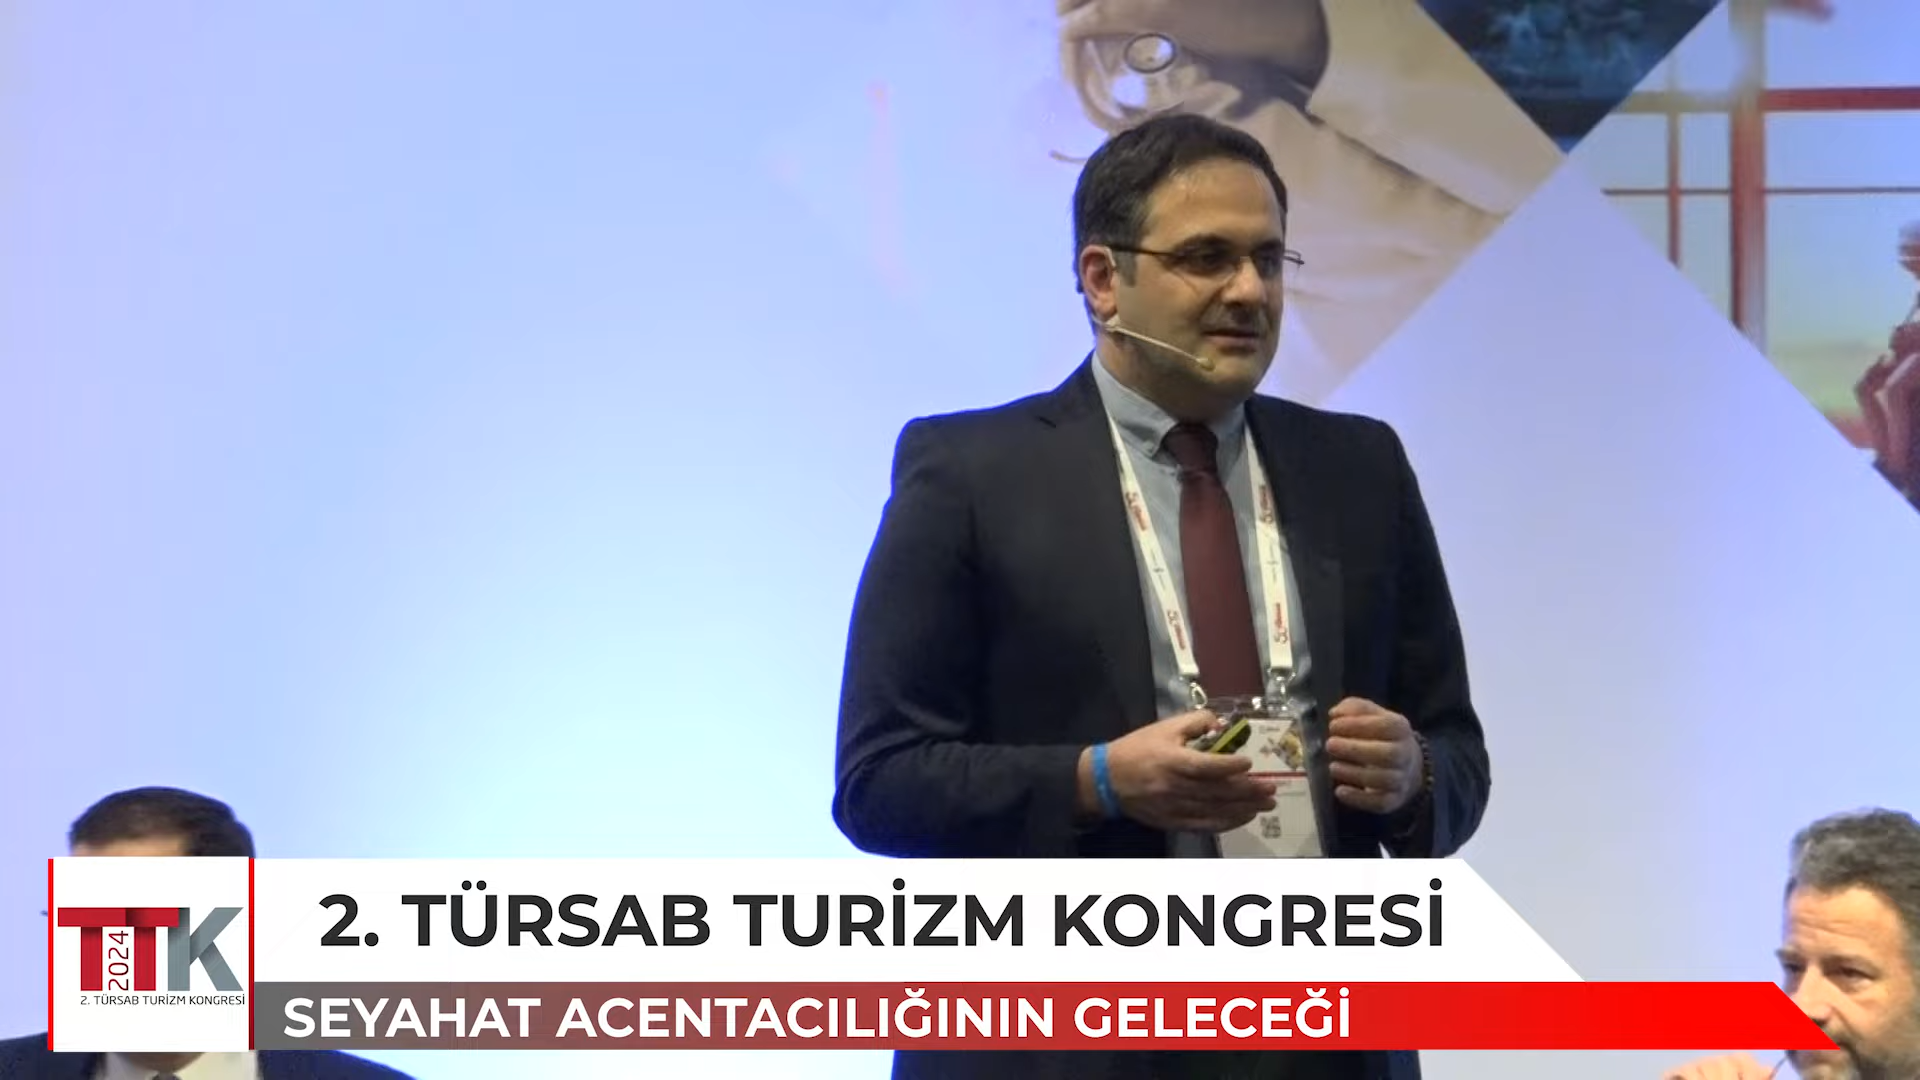 2. TÜRSAB TURİZM KONGRESİ
TTK
2024
2. TÜRSAB TURİZM KONGRESİ
SEYAHAT ACENTACILIĞININ GELECEĞİ